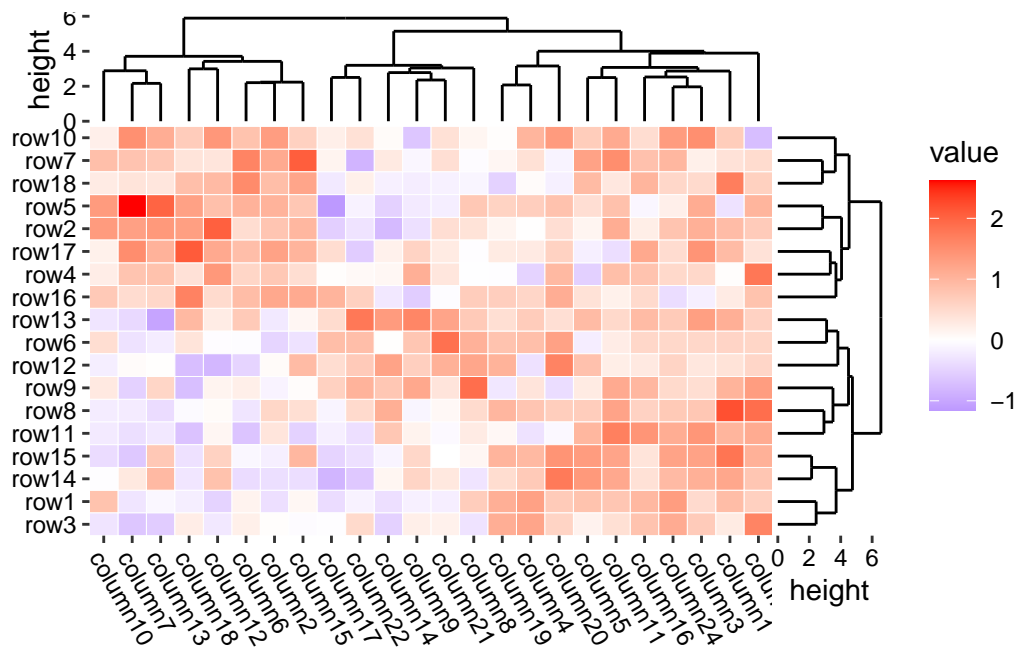 height
6
4
2
0
row10
row7
row18
row5
row2
row17
row4
row16
row13
row6
row12
row9
row8
row11
row15
row14
row1
row3
column10
column7
column13
column18
column12
column6
column2
column15
column17
column22
column14
column9
column21
column8
column19
column4
column20
column5
column11
column16
column24
column3
column1
0 2 4 6
height
value
2
1
0
−1